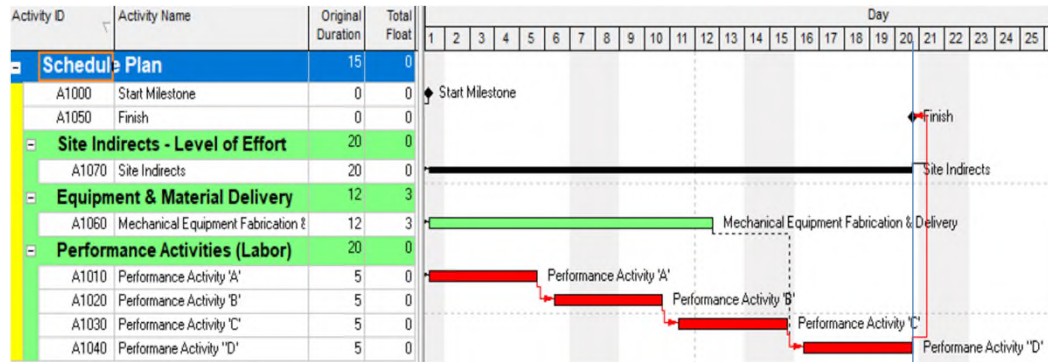 Activity ID Activity Name Original Duration Total Float Day
1 2 3 4 5 6 7 8 9 10 11 12 13 14 15 16 17 18 19 20 21 22 23 24 25
Schedule Plan 15 0
A1000 Start Milestone 0 0 Start Milestone
A1050 Finish 0 0 Finish
Site Indirects - Level of Effort 20 0
A1070 Site Indirects 20 0 Site Indirects
Equipment & Material Delivery 12 3
A1060 Mechanical Equipment Fabrication & 12 3 Mechanical Equipment Fabrication & Delivery
Performance Activities (Labor) 20 0
A1010 Performance Activity 'A' 5 0 Performance Activity 'A'
A1020 Performance Activity 'B' 5 0 Performance Activity 'B'
A1030 Performance Activity 'C' 5 0 Performance Activity 'C'
A1040 Performane Activity ''D' 5 0 Performane Activity ''D'